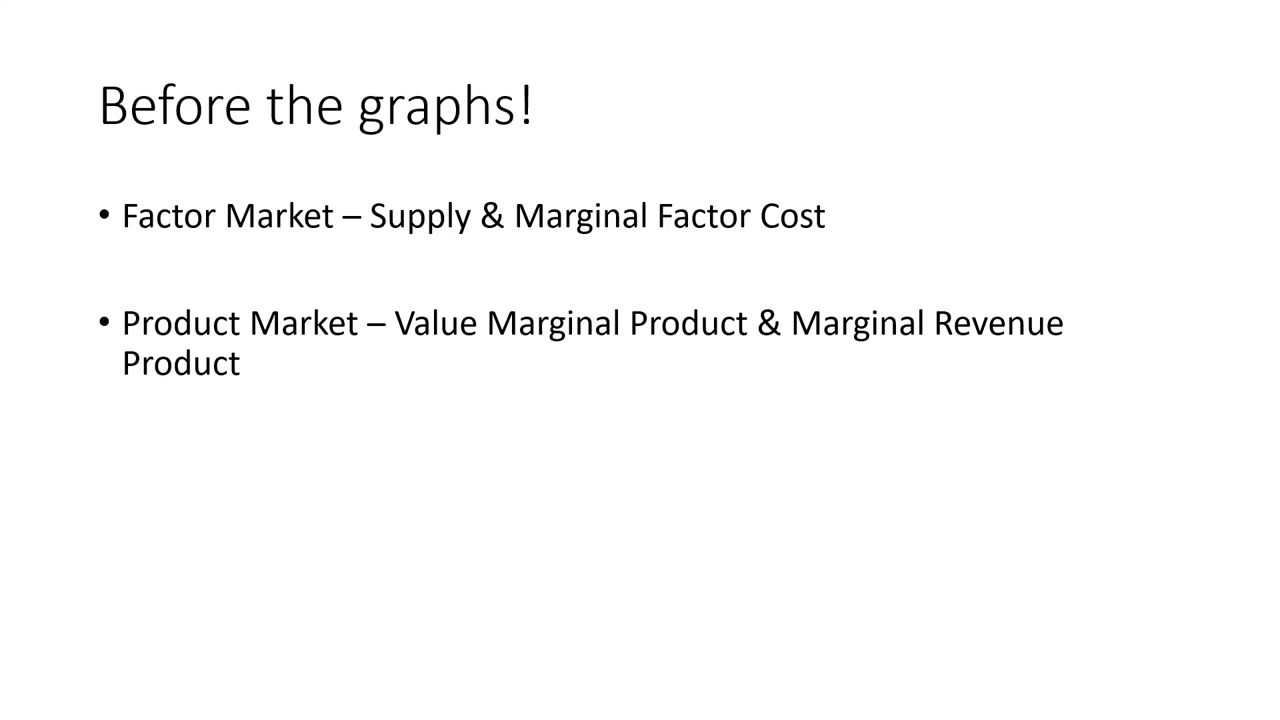 Before the graphs!
• Factor Market – Supply & Marginal Factor Cost
• Product Market – Value Marginal Product & Marginal Revenue
Product